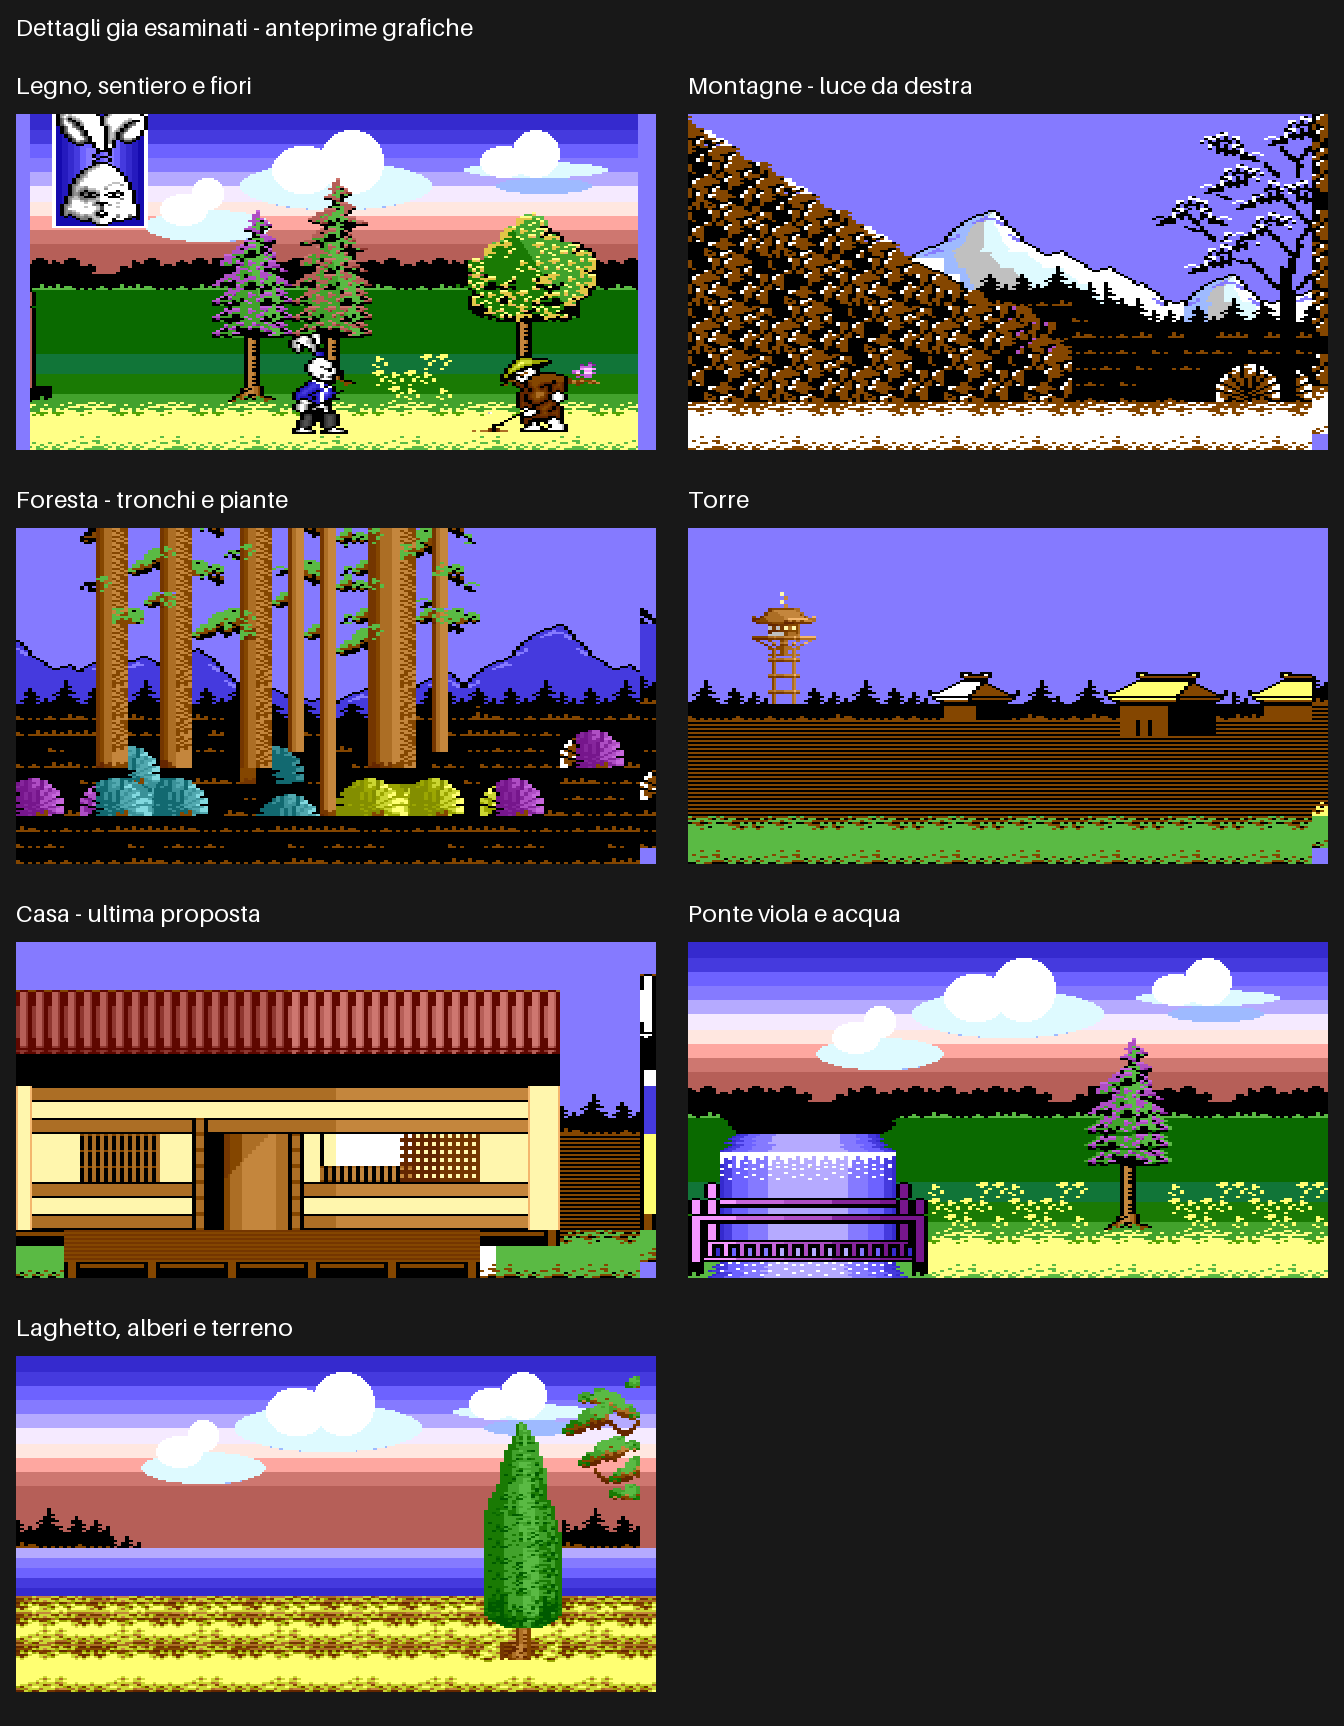 Dettagli gia esaminati - anteprime grafiche
Legno, sentiero e fiori
Montagne - luce da destra
Foresta - tronchi e piante
Torre
Casa - ultima proposta
Ponte viola e acqua
Laghetto, alberi e terreno